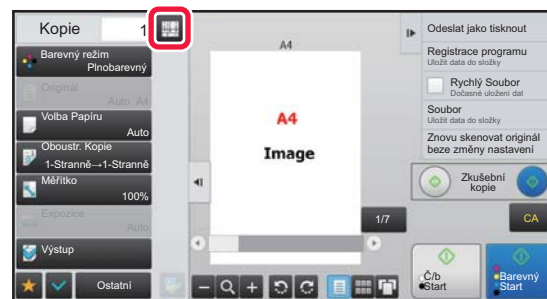 Kopie
1
Barevný režim
Plnobarevný
Originál
Auto A4
Volba Papíru
Auto
Oboustr. Kopie
1-Stranně→1-Stranně
Měřítko
100%
Expozice
Auto
Výstup
Ostatní
A4
A4
Image
1/7
Odeslat jako tisknout
Registrace programu
Uložit data do složky
Rychlý Soubor
Dočasné uložení dat
Soubor
Uložit data do složky
Znovu skenovat originál
beze změny nastavení
Zkušební
kopie
CA
Č/b
Start
Barevný
Start